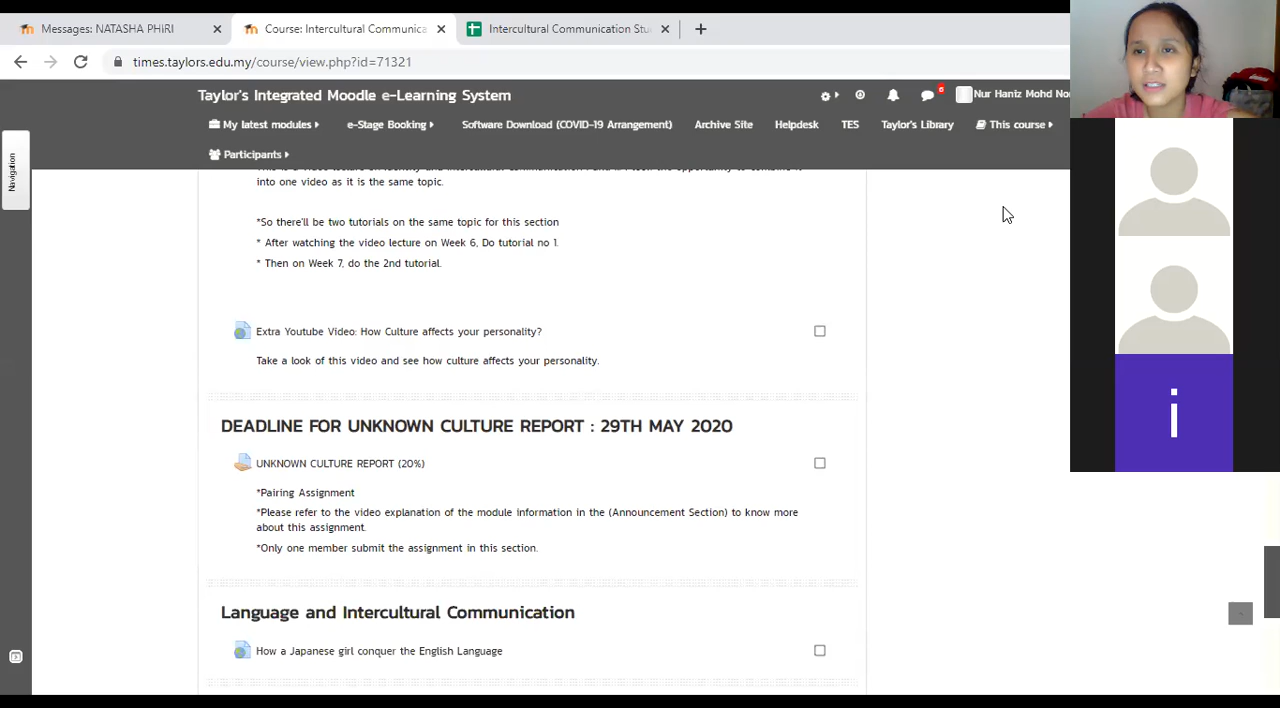 Messages: NATASHA PHIRI
Course: Intercultural Communica
Intercultural Communication Stu
times.taylors.edu.my/course/view.php?id=71321
Taylor's Integrated Moodle e-Learning System
6
Nur Haniz Mohd No
My latest modules
e-Stage Booking
Software Download (COVID-19 Arrangement)
Archive Site
Helpdesk
TES
Taylor's Library
This course
Participants
Navigation
into one video as it is the same topic.
*So there'll be two tutorials on the same topic for this section
* After watching the video lecture on Week 6, Do tutorial no 1.
* Then on Week 7, do the 2nd tutorial.
Extra Youtube Video: How Culture affects your personality?
Take a look of this video and see how culture affects your personality.
DEADLINE FOR UNKNOWN CULTURE REPORT : 29TH MAY 2020
UNKNOWN CULTURE REPORT (20%)
*Pairing Assignment
*Please refer to the video explanation of the module information in the (Announcement Section) to know more
about this assignment.
*Only one member submit the assignment in this section.
Language and Intercultural Communication
How a Japanese girl conquer the English Language
i